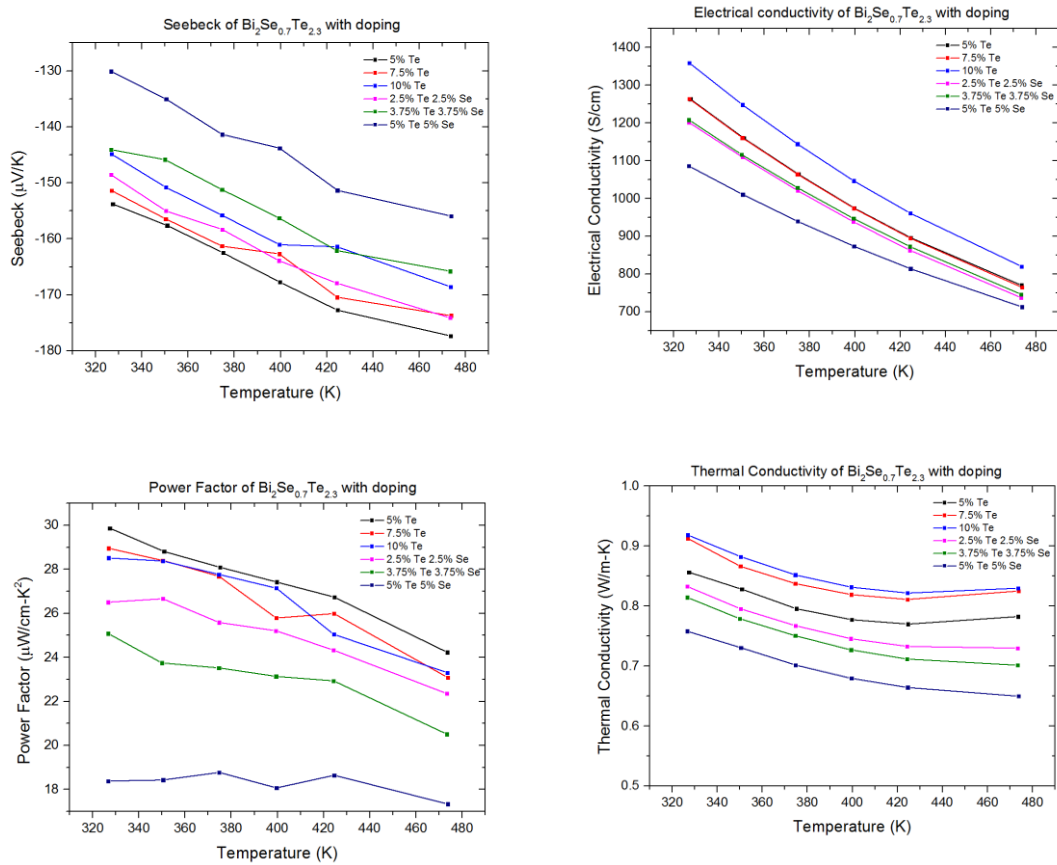 Seebeck of Bi₂Se₀.₇Te₂.₃ with doping
-130
-140
-150
-160
-170
-180
Seebeck (μV/K)
5% Te
7.5% Te
10% Te
2.5% Te 2.5% Se
3.75% Te 3.75% Se
5% Te 5% Se
320 340 360 380 400 420 440 460 480
Temperature (K)
Electrical conductivity of Bi₂Se₀.₇Te₂.₃ with doping
1400
1300
1200
1100
1000
900
800
700
Electrical Conductivity (S/cm)
5% Te
7.5% Te
10% Te
2.5% Te 2.5% Se
3.75% Te 3.75% Se
5% Te 5% Se
320 340 360 380 400 420 440 460 480
Temperature (K)
Power Factor of Bi₂Se₀.₇Te₂.₃ with doping
30
28
26
24
22
20
18
Power Factor (μW/cm-K²)
5% Te
7.5% Te
10% Te
2.5% Te 2.5% Se
3.75% Te 3.75% Se
5% Te 5% Se
320 340 360 380 400 420 440 460 480
Temperature (K)
Thermal Conductivity of Bi₂Se₀.₇Te₂.₃ with doping
1.0
0.9
0.8
0.7
0.6
0.5
Thermal Conductivity (W/m-K)
5% Te
7.5% Te
10% Te
2.5% Te 2.5% Se
3.75% Te 3.75% Se
5% Te 5% Se
320 340 360 380 400 420 440 460 480
Temperature (K)